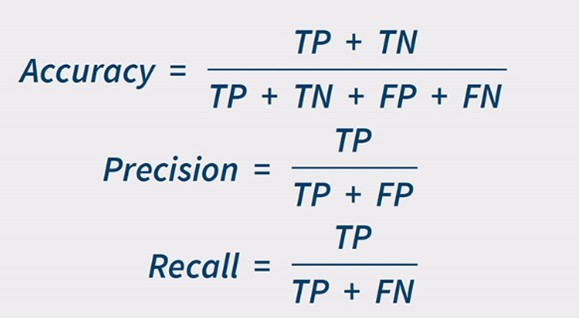 TP + TN
Accuracy =
TP + TN + FP + FN
TP
Precision =
TP + FP
TP
Recall =
TP + FN